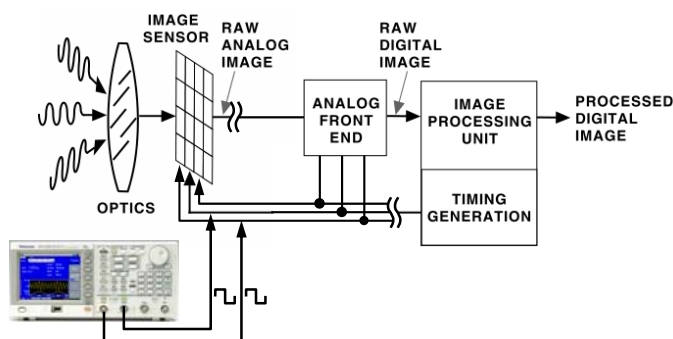 IMAGE
SENSOR
RAW
ANALOG
IMAGE
RAW
DIGITAL
IMAGE
OPTICS
ANALOG
FRONT
END
IMAGE
PROCESSING
UNIT
PROCESSED
DIGITAL
IMAGE
TIMING
GENERATION
Tektronix